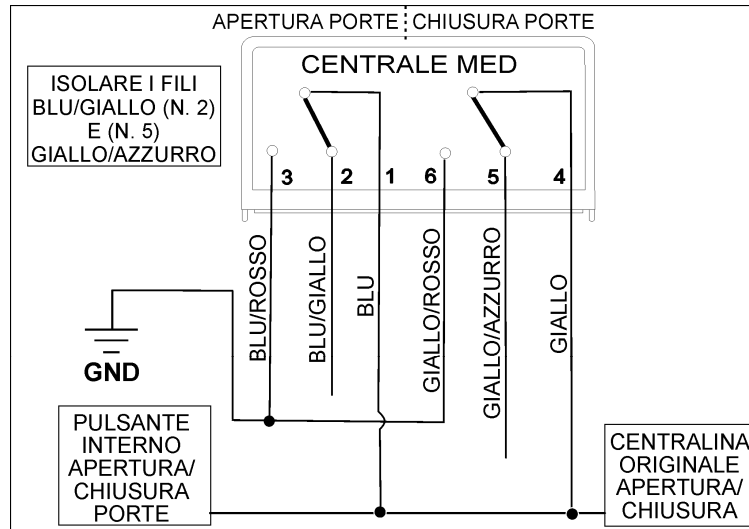 APERTURA PORTE CHIUSURA PORTE
CENTRALE MED
ISOLARE I FILI
BLU/GIALLO (N. 2)
E (N. 5)
GIALLO/AZZURRO
3 2 1 6 5 4
BLU/ROSSO
BLU/GIALLO
BLU
GIALLO/ROSSO
GIALLO/AZZURRO
GIALLO
GND
PULSANTE
INTERNO
APERTURA/
CHIUSURA
PORTE
CENTRALINA
ORIGINALE
APERTURA/
CHIUSURA